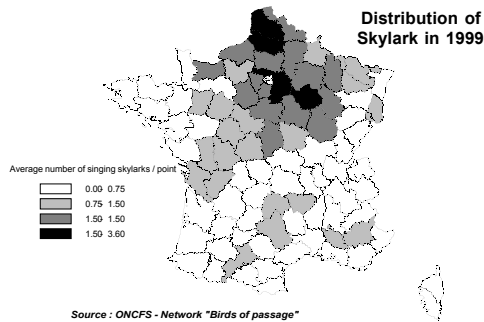 Distribution of
Skylark in 1999
Average number of singing skylarks / point
0.00- 0.75
0.75- 1.50
1.50- 1.50
1.50- 3.60
Source : ONCFS - Network "Birds of passage"